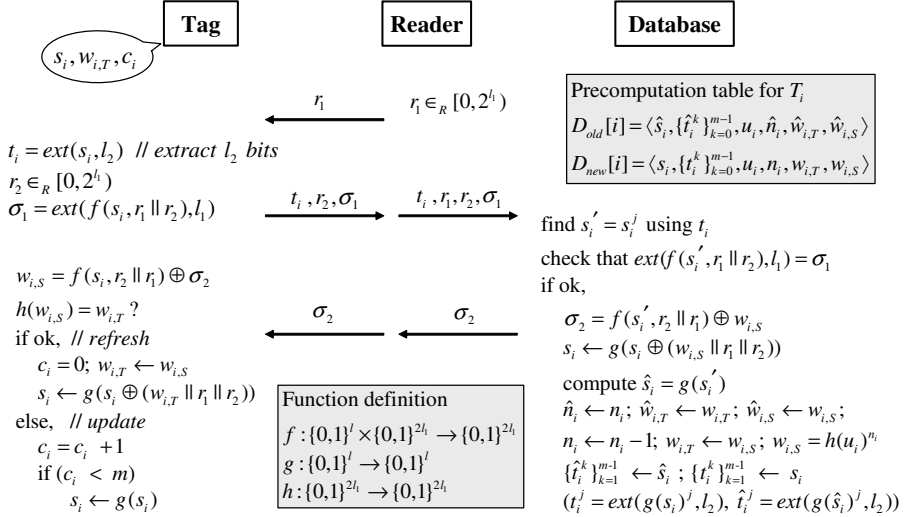 Tag
Reader
Database
s_i, w_{i,T}, c_i
r_1
r_1 ∈_R [0, 2^{l_1})
Precomputation table for T_i
D_{old}[i] = ⟨ŝ_i, {t̂_i^k}_{k=0}^{m-1}, u_i, n̂_i, ŵ_{i,T}, ŵ_{i,S}⟩
D_{new}[i] = ⟨s_i, {t_i^k}_{k=0}^{m-1}, u_i, n_i, w_{i,T}, w_{i,S}⟩
t_i = ext(s_i, l_2) // extract l_2 bits
r_2 ∈_R [0, 2^{l_1})
σ_1 = ext(f(s_i, r_1 || r_2), l_1)
t_i, r_2, σ_1
t_i, r_1, r_2, σ_1
find s_i' = s_i^j using t_i
check that ext(f(s_i', r_1 || r_2), l_1) = σ_1
if ok,
σ_2 = f(s_i', r_2 || r_1) ⊕ w_{i,S}
s_i ← g(s_i ⊕ (w_{i,S} || r_1 || r_2))
compute ŝ_i = g(s_i')
n̂_i ← n_i; ŵ_{i,T} ← w_{i,T}; ŵ_{i,S} ← w_{i,S};
n_i ← n_i − 1; w_{i,T} ← w_{i,S}; w_{i,S} = h(u_i)^{n_i}
{t̂_i^k}_{k=1}^{m-1} ← ŝ_i ; {t_i^k}_{k=1}^{m-1} ← s_i
(t_i^j = ext(g(s_i)^j, l_2), t̂_i^j = ext(g(ŝ_i)^j, l_2))
σ_2
σ_2
w_{i,S} = f(s_i, r_2 || r_1) ⊕ σ_2
h(w_{i,S}) = w_{i,T} ?
if ok, // refresh
c_i = 0; w_{i,T} ← w_{i,S}
s_i ← g(s_i ⊕ (w_{i,T} || r_1 || r_2))
else, // update
c_i = c_i +1
if (c_i < m)
s_i ← g(s_i)
Function definition
f : {0,1}^l × {0,1}^{2l_1} → {0,1}^{2l_1}
g : {0,1}^l → {0,1}^l
h : {0,1}^{2l_1} → {0,1}^{2l_1}